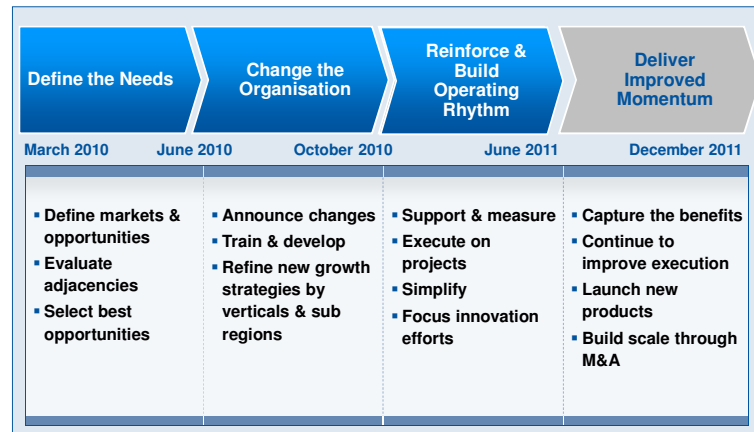 Define the Needs
Change the
Organisation
Reinforce &
Build
Operating
Rhythm
Deliver
Improved
Momentum
March 2010
June 2010
October 2010
June 2011
December 2011
▪ Define markets &
opportunities
▪ Evaluate
adjacencies
▪ Select best
opportunities
▪ Announce changes
▪ Train & develop
▪ Refine new growth
strategies by
verticals & sub
regions
▪ Support & measure
▪ Execute on
projects
▪ Simplify
▪ Focus innovation
efforts
▪ Capture the benefits
▪ Continue to
improve execution
▪ Launch new
products
▪ Build scale through
M&A